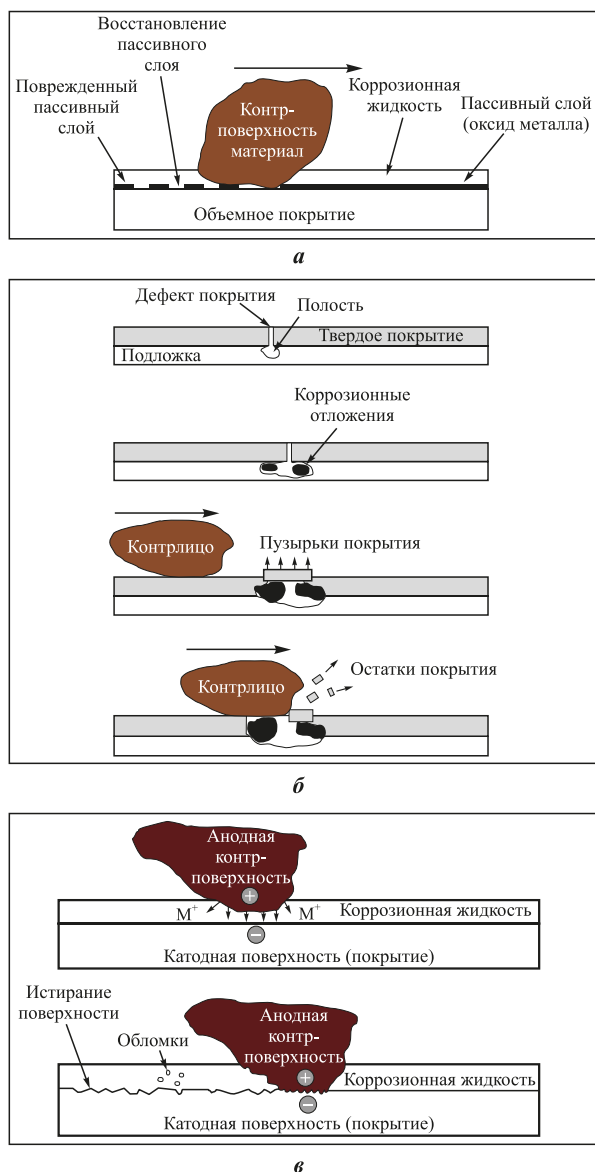 Восстановление
пассивного
слоя
Поврежденный
пассивный
слой
Контр-
поверхность
материал
Коррозионная
жидкость
Пассивный слой
(оксид металла)
Объемное покрытие
а
Дефект покрытия
Полость
Твердое покрытие
Подложка
Коррозионные
отложения
Контрлицо
Пузырьки покрытия
Контрлицо
Остатки покрытия
б
Анодная
контр-
поверхность
+
M+
M+
Коррозионная жидкость
−
Катодная поверхность (покрытие)
Истирание
поверхности
Обломки
Анодная
контр-
поверхность
+
Коррозионная жидкость
−
Катодная поверхность (покрытие)
в